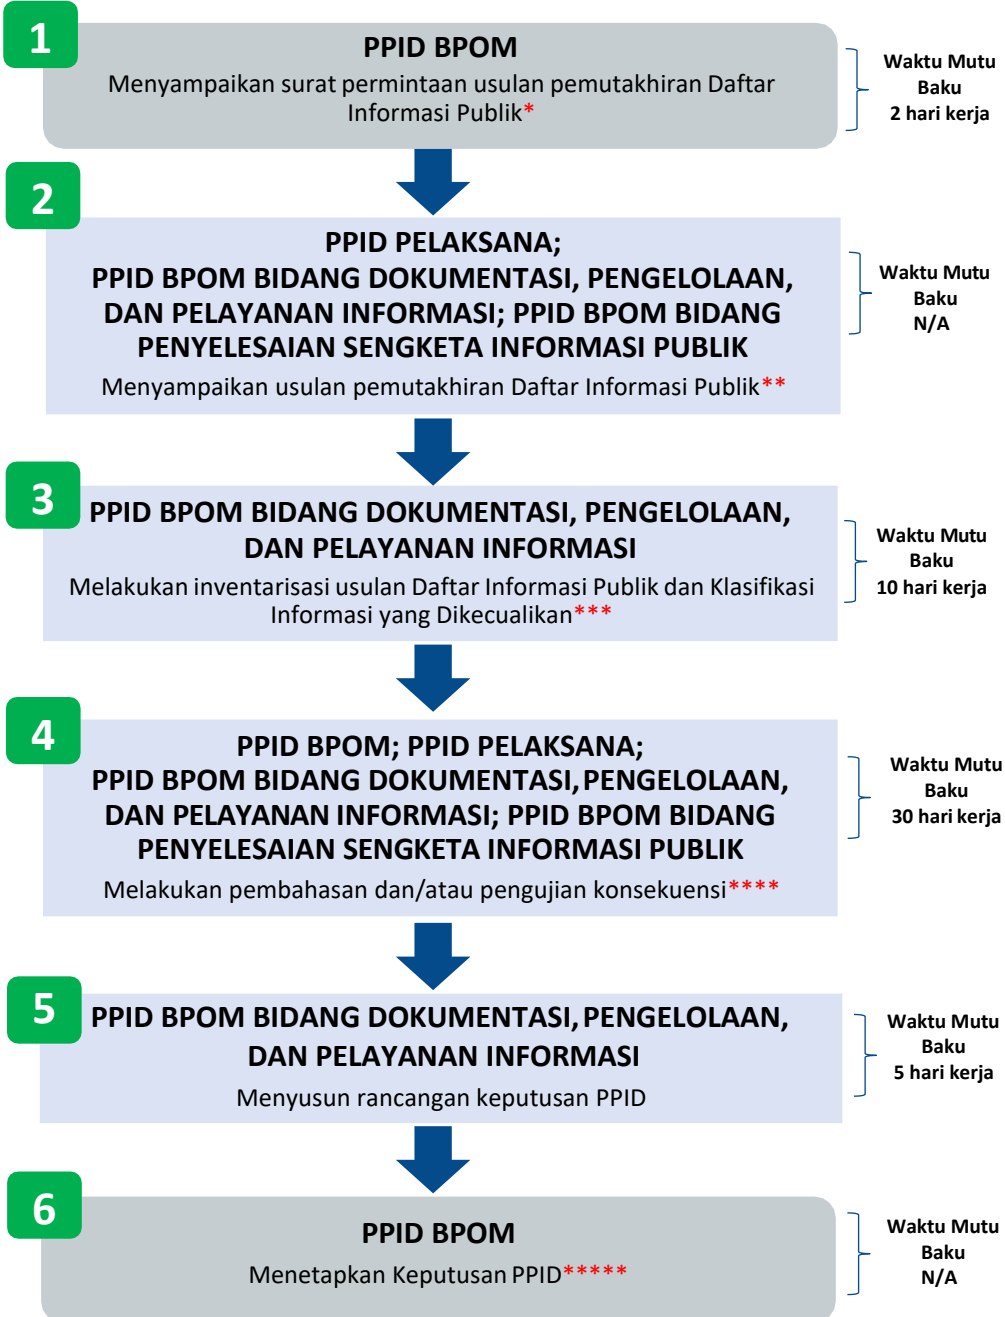 1
PPID BPOM
Menyampaikan surat permintaan usulan pemutakhiran Daftar
Informasi Publik*
Waktu Mutu
Baku
2 hari kerja
2
PPID PELAKSANA;
PPID BPOM BIDANG DOKUMENTASI, PENGELOLAAN,
DAN PELAYANAN INFORMASI; PPID BPOM BIDANG
PENYELESAIAN SENGKETA INFORMASI PUBLIK
Menyampaikan usulan pemutakhiran Daftar Informasi Publik**
Waktu Mutu
Baku
N/A
3
PPID BPOM BIDANG DOKUMENTASI, PENGELOLAAN,
DAN PELAYANAN INFORMASI
Melakukan inventarisasi usulan Daftar Informasi Publik dan Klasifikasi
Informasi yang Dikecualikan***
Waktu Mutu
Baku
10 hari kerja
4
PPID BPOM; PPID PELAKSANA;
PPID BPOM BIDANG DOKUMENTASI, PENGELOLAAN,
DAN PELAYANAN INFORMASI; PPID BPOM BIDANG
PENYELESAIAN SENGKETA INFORMASI PUBLIK
Melakukan pembahasan dan/atau pengujian konsekuensi****
Waktu Mutu
Baku
30 hari kerja
5
PPID BPOM BIDANG DOKUMENTASI, PENGELOLAAN,
DAN PELAYANAN INFORMASI
Menyusun rancangan keputusan PPID
Waktu Mutu
Baku
5 hari kerja
6
PPID BPOM
Menetapkan Keputusan PPID*****
Waktu Mutu
Baku
N/A